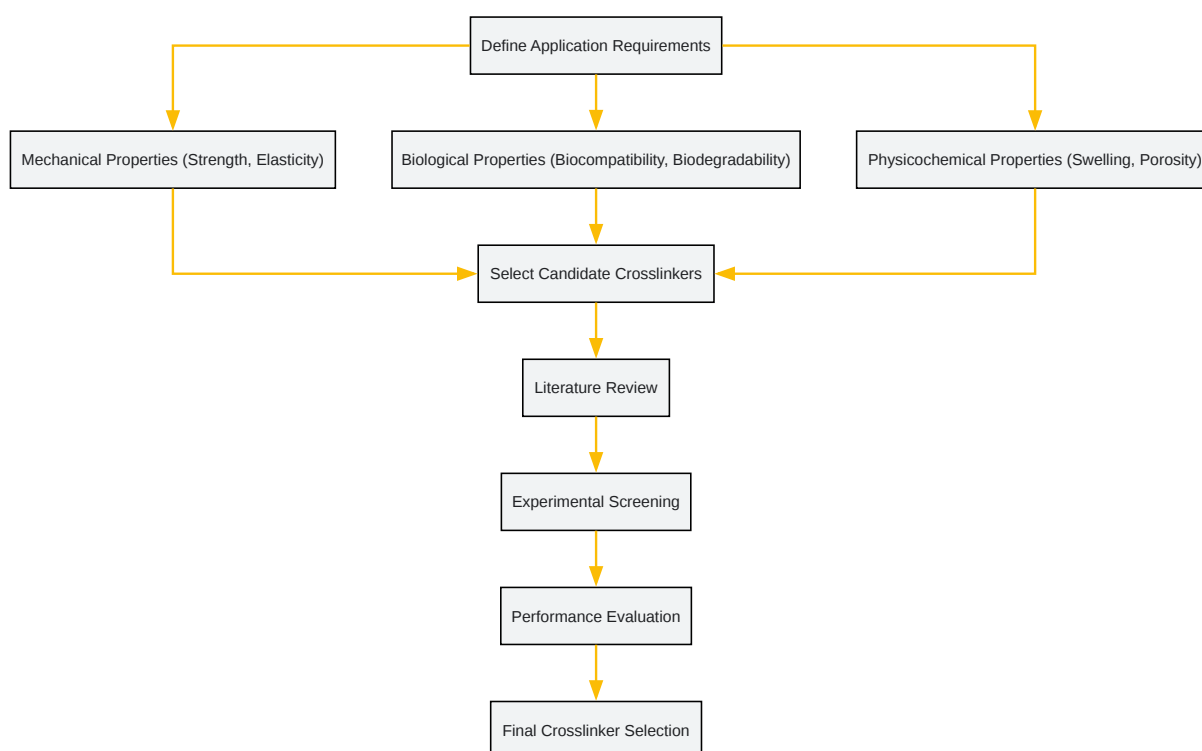 Define Application Requirements
Mechanical Properties (Strength, Elasticity)
Biological Properties (Biocompatibility, Biodegradability)
Physicochemical Properties (Swelling, Porosity)
Select Candidate Crosslinkers
Literature Review
Experimental Screening
Performance Evaluation
Final Crosslinker Selection